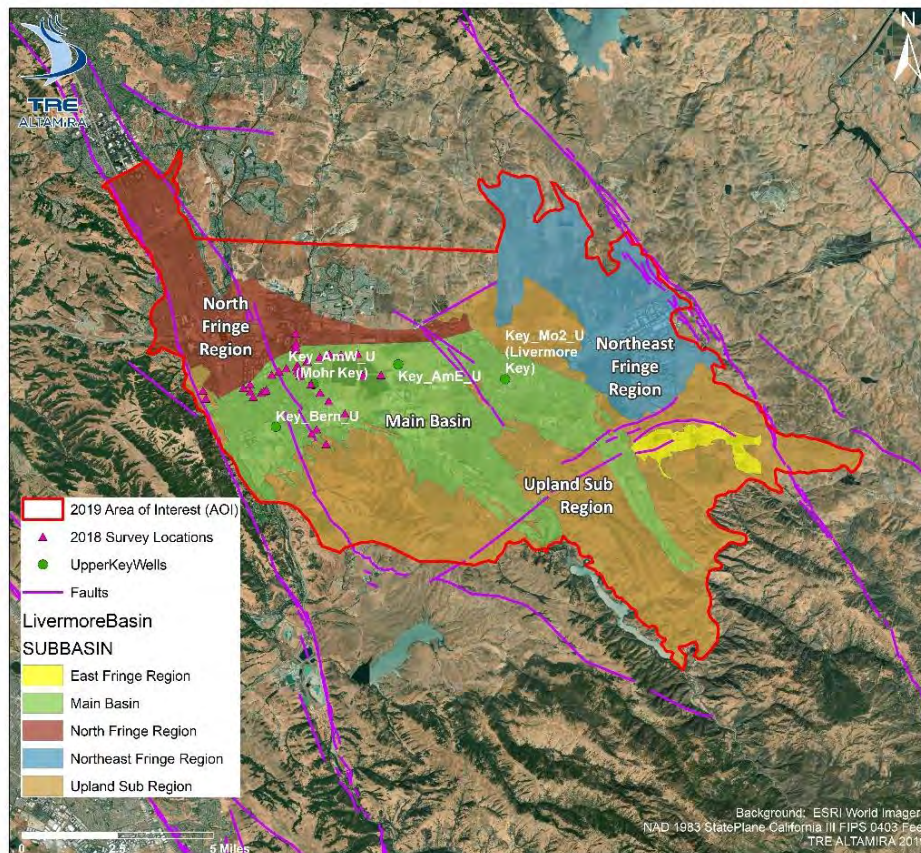 TRE
ALTAMiRA
N
North
Fringe
Region
Key_AmW_U
(Mohr Key)
Key_AmE_U
Key_Mo2_U
(Livermore
Key)
Northeast
Fringe
Region
Key_Bern_U
Main Basin
Upland Sub
Region
2019 Area of Interest (AOI)
2018 Survey Locations
UpperKeyWells
Faults
LivermoreBasin
SUBBASIN
East Fringe Region
Main Basin
North Fringe Region
Northeast Fringe Region
Upland Sub Region
0 2.5 5 Miles
Background: ESRI World Imager
NAD 1983 StatePlane California III FIPS 0403 Fee
TRE ALTAMIRA 201